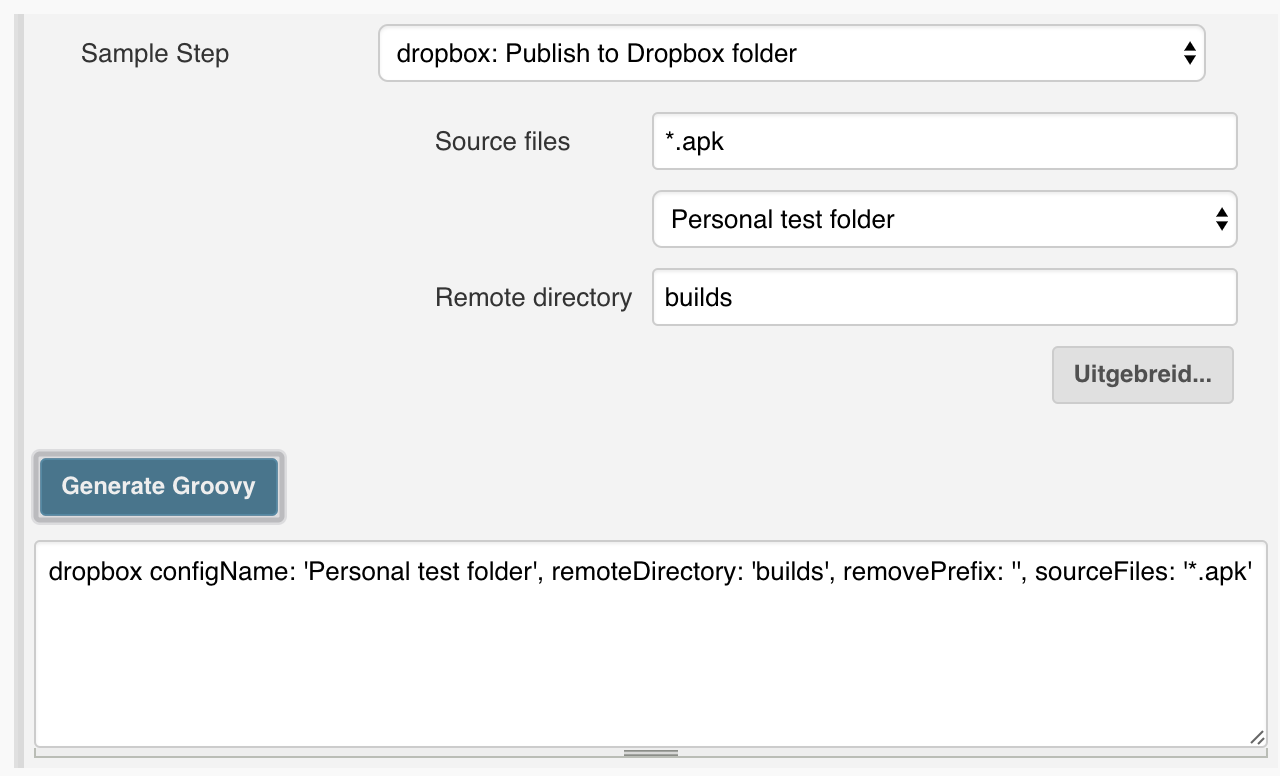 Sample Step
dropbox: Publish to Dropbox folder
Source files
*.apk
Personal test folder
Remote directory
builds
Uitgebreid...
Generate Groovy
dropbox configName: 'Personal test folder', remoteDirectory: 'builds', removePrefix: '', sourceFiles: '*.apk'